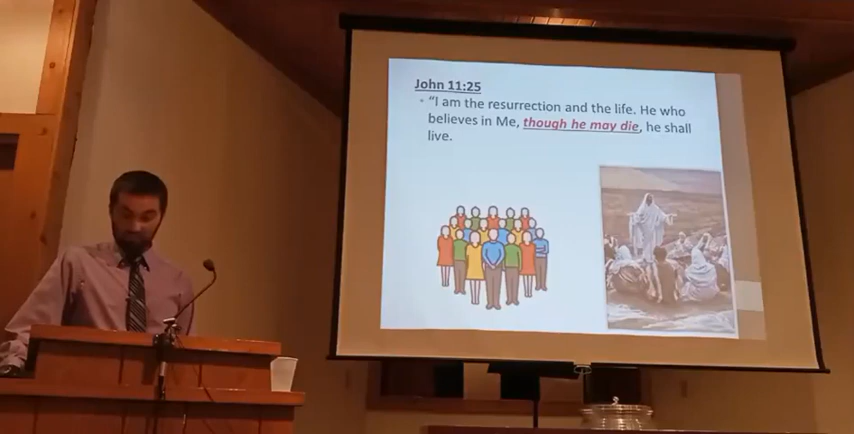 John 11:25
• “I am the resurrection and the life. He who
believes in Me, though he may die, he shall
live.